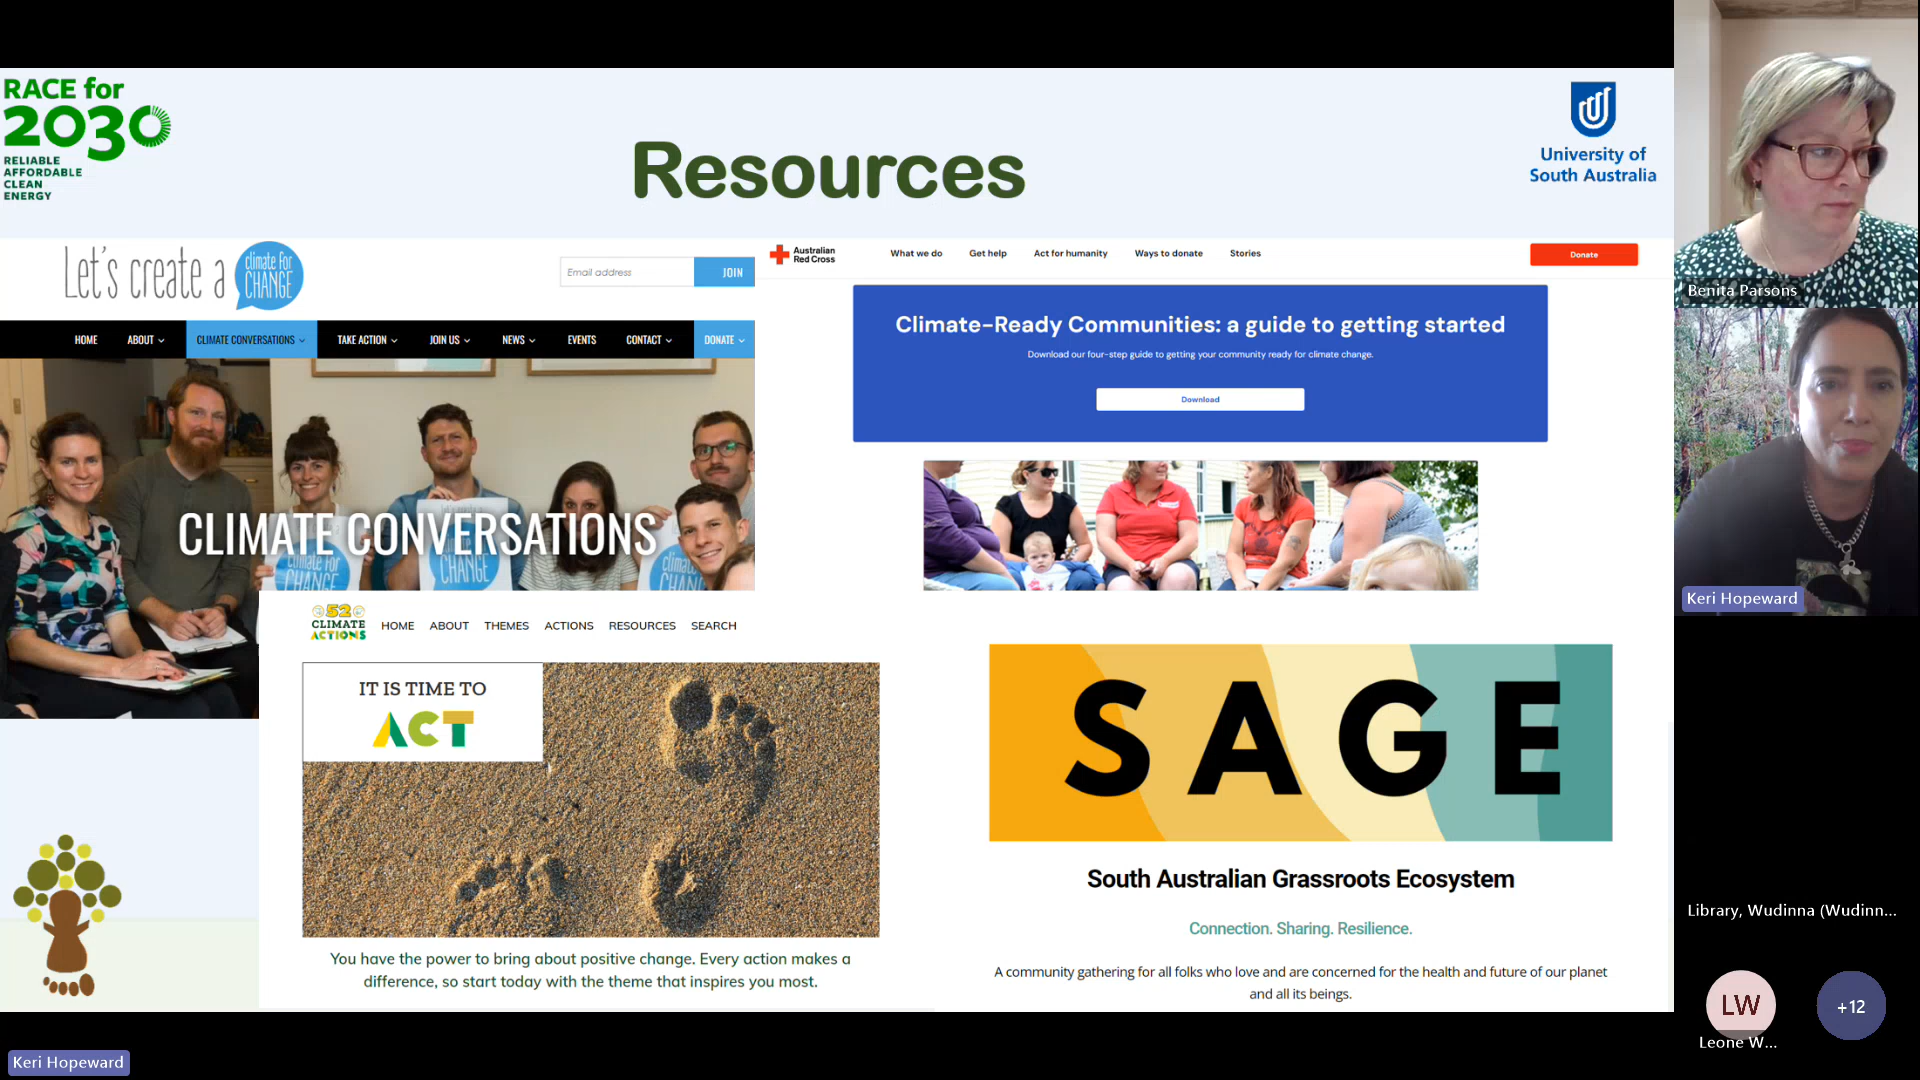 RACE for
2030
RELIABLE
AFFORDABLE
CLEAN
ENERGY
Resources
University of
South Australia
Let's create a climate for CHANGE
Email address JOIN
HOME ABOUT CLIMATE CONVERSATIONS TAKE ACTION JOIN US NEWS EVENTS CONTACT DONATE
CLIMATE CONVERSATIONS
climate for
CHANGE
Australian
Red Cross
What we do Get help Act for humanity Ways to donate Stories Donate
Climate-Ready Communities: a guide to getting started
Download our four-step guide to getting your community ready for climate change.
Download
52
CLIMATE
ACTIONS
HOME ABOUT THEMES ACTIONS RESOURCES SEARCH
IT IS TIME TO
ACT
You have the power to bring about positive change. Every action makes a
difference, so start today with the theme that inspires you most.
SAGE
South Australian Grassroots Ecosystem
Connection. Sharing. Resilience.
A community gathering for all folks who love and are concerned for the health and future of our planet
and all its beings.
Benita Parsons
Keri Hopeward
Library, Wudinna (Wudinn...
LW
Leone W...
+12
Keri Hopeward